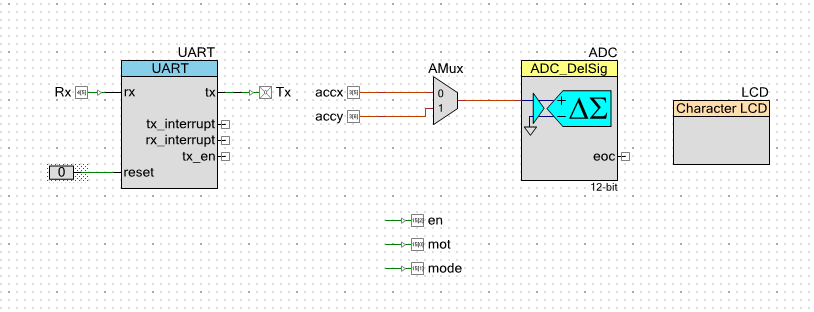 UART
UART
Rx
rx
tx
Tx
tx_interrupt
rx_interrupt
tx_en
0
reset
accx
accy
AMux
0
1
ADC
ADC_DelSig
+
−
ΔΣ
eoc
12-bit
LCD
Character LCD
en
mot
mode